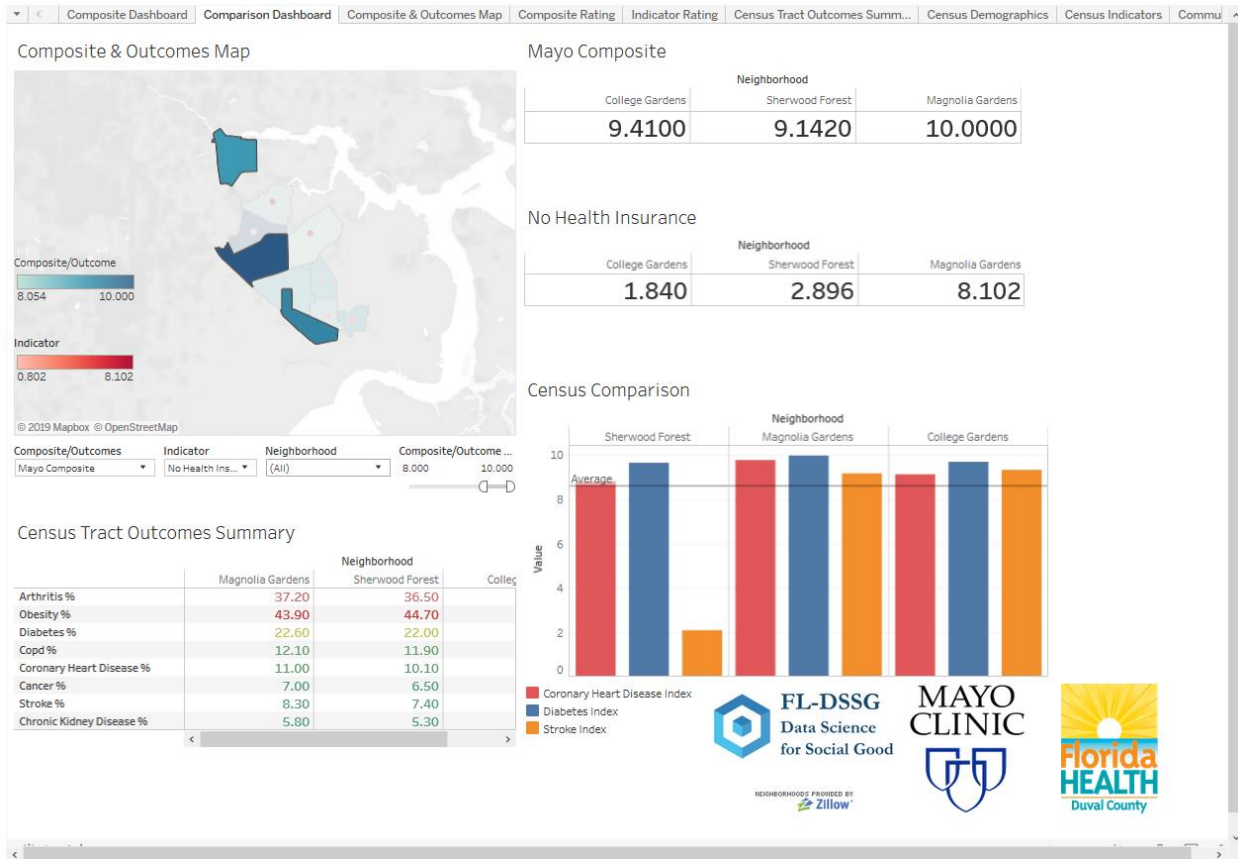 Composite Dashboard
Comparison Dashboard
Composite & Outcomes Map
Composite Rating
Indicator Rating
Census Tract Outcomes Summ...
Census Demographics
Census Indicators
Commu
Composite & Outcomes Map
Composite/Outcome
8.054 10.000
Indicator
0.802 8.102
© 2019 Mapbox © OpenStreetMap
Composite/Outcomes
Mayo Composite
Indicator
No Health Ins...
Neighborhood
(All)
Composite/Outcome ...
8.000 10.000
Census Tract Outcomes Summary
Neighborhood
Magnolia Gardens Sherwood Forest Colleg
Arthritis % 37.20 36.50
Obesity % 43.90 44.70
Diabetes % 22.60 22.00
Copd % 12.10 11.90
Coronary Heart Disease % 11.00 10.10
Cancer % 7.00 6.50
Stroke % 8.30 7.40
Chronic Kidney Disease % 5.80 5.30
Mayo Composite
Neighborhood
College Gardens Sherwood Forest Magnolia Gardens
9.4100 9.1420 10.0000
No Health Insurance
Neighborhood
College Gardens Sherwood Forest Magnolia Gardens
1.840 2.896 8.102
Census Comparison
Neighborhood
Sherwood Forest Magnolia Gardens College Gardens
10
8
6
4
2
0
Value
Average
Coronary Heart Disease Index
Diabetes Index
Stroke Index
FL-DSSG
Data Science
for Social Good
NEIGHBORHOODS PROVIDED BY
Zillow
MAYO
CLINIC
Florida
HEALTH
Duval County